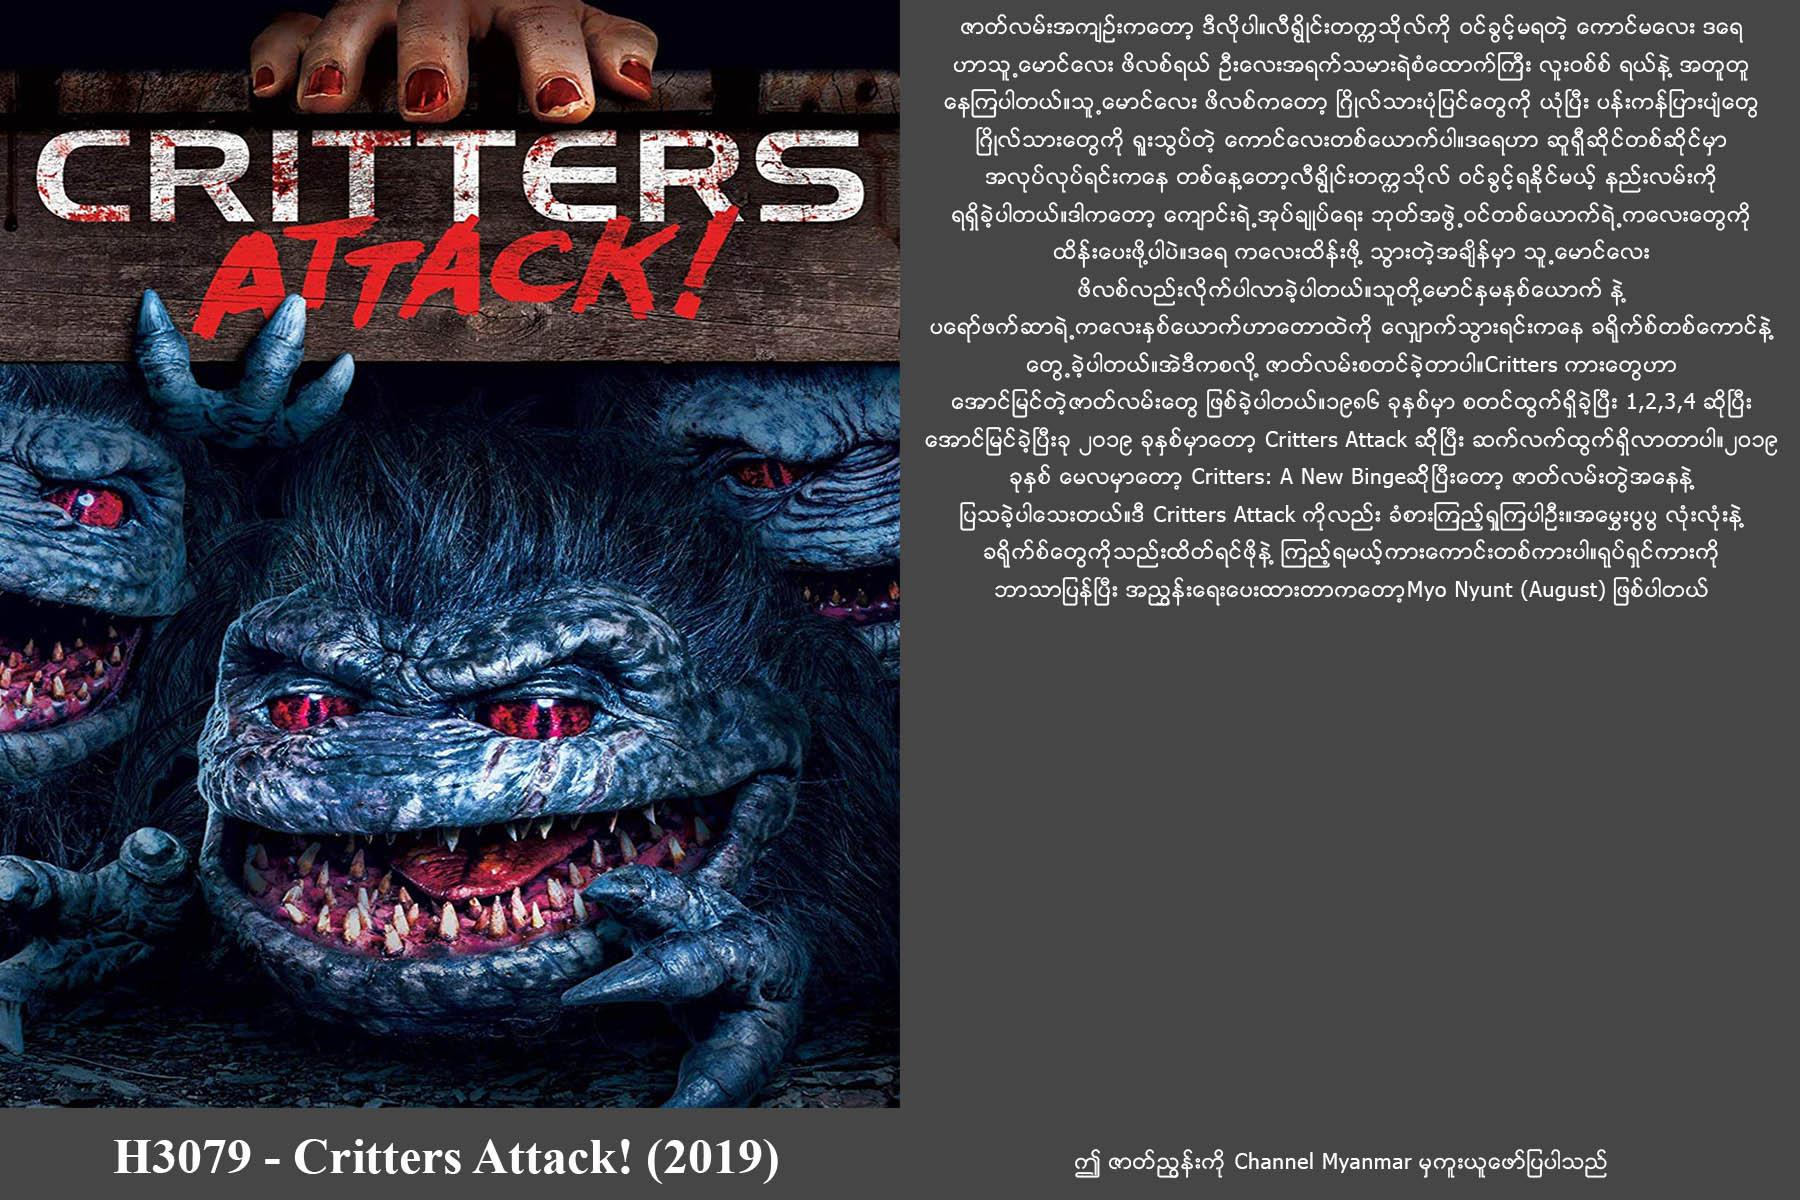 CRITTERS
ATTACK!
ဇာတ်လမ်းအကျဉ်းကတော့ ဒီလိုပါ။လီရွိုင်းတက္ကသိုလ်ကို ဝင်ခွင့်မရတဲ့ ကောင်မလေး ဒရေ
ဟာသူ့မောင်လေး ဖိလစ်ရယ် ဦးလေးအရက်သမားရဲစံထောက်ကြီး လူးဝစ်စ် ရယ်နဲ့ အတူတူ
နေကြပါတယ်။သူ့မောင်လေး ဖိလစ်ကတော့ ဂြိုလ်သားပုံပြင်တွေကို ယုံပြီး ပန်းကန်ပြားပျံတွေ
ဂြိုလ်သားတွေကို ရူးသွပ်တဲ့ ကောင်လေးတစ်ယောက်ပါ။ဒရေဟာ ဆူရှီဆိုင်တစ်ဆိုင်မှာ
အလုပ်လုပ်ရင်းကနေ တစ်နေ့တော့လီရွိုင်းတက္ကသိုလ် ဝင်ခွင့်ရနိုင်မယ့် နည်းလမ်းကို
ရရှိခဲ့ပါတယ်။ဒါကတော့ ကျောင်းရဲ့အုပ်ချုပ်ရေး ဘုတ်အဖွဲ့ဝင်တစ်ယောက်ရဲ့ကလေးတွေကို
ထိန်းပေးဖို့ပါပဲ။ဒရေ ကလေးထိန်းဖို့ သွားတဲ့အချိန်မှာ သူ့မောင်လေး
ဖိလစ်လည်းလိုက်ပါလာခဲ့ပါတယ်။သူတို့မောင်နှမနှစ်ယောက် နဲ့
ပရော်ဖက်ဆာရဲ့ကလေးနှစ်ယောက်ဟာတောထဲကို လျှောက်သွားရင်းကနေ ခရိုက်စ်တစ်ကောင်နဲ့
တွေ့ခဲ့ပါတယ်။အဲဒီကစလို့ ဇာတ်လမ်းစတင်ခဲ့တာပါ။Critters ကားတွေဟာ
အောင်မြင်တဲ့ဇာတ်လမ်းတွေ ဖြစ်ခဲ့ပါတယ်။၁၉၈၆ ခုနှစ်မှာ စတင်ထွက်ရှိခဲ့ပြီး 1,2,3,4 ဆိုပြီး
အောင်မြင်ခဲ့ပြီးခု ၂၀၁၉ ခုနှစ်မှာတော့ Critters Attack ဆိုပြီး ဆက်လက်ထွက်ရှိလာတာပါ။၂၀၁၉
ခုနှစ် မေလမှာတော့ Critters: A New Bingeဆိုပြီးတော့ ဇာတ်လမ်းတွဲအနေနဲ့
ပြသခဲ့ပါသေးတယ်။ဒီ Critters Attack ကိုလည်း ခံစားကြည့်ရှုကြပါဦး။အမွှေးပွပွ လုံးလုံးနဲ့
ခရိုက်စ်တွေကိုသည်းထိတ်ရင်ဖိုနဲ့ ကြည့်ရမယ့်ကားကောင်းတစ်ကားပါ။ရုပ်ရှင်ကားကို
ဘာသာပြန်ပြီး အညွှန်းရေးပေးထားတာကတော့Myo Nyunt (August) ဖြစ်ပါတယ်
H3079 - Critters Attack! (2019)
ဤ ဇာတ်ညွှန်းကို Channel Myanmar မှကူးယူဖော်ပြပါသည်